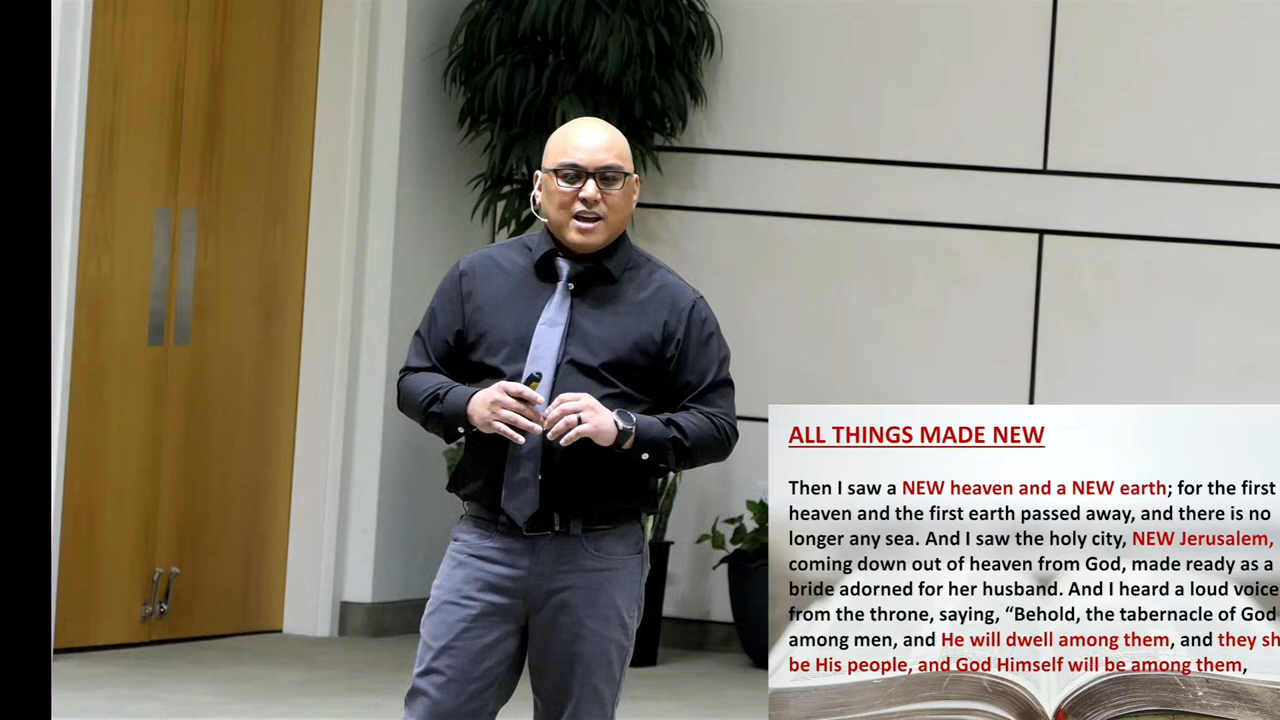 ALL THINGS MADE NEW
Then I saw a NEW heaven and a NEW earth; for the first
heaven and the first earth passed away, and there is no
longer any sea. And I saw the holy city, NEW Jerusalem,
coming down out of heaven from God, made ready as a
bride adorned for her husband. And I heard a loud voice
from the throne, saying, “Behold, the tabernacle of God
among men, and He will dwell among them, and they sh
be His people, and God Himself will be among them,